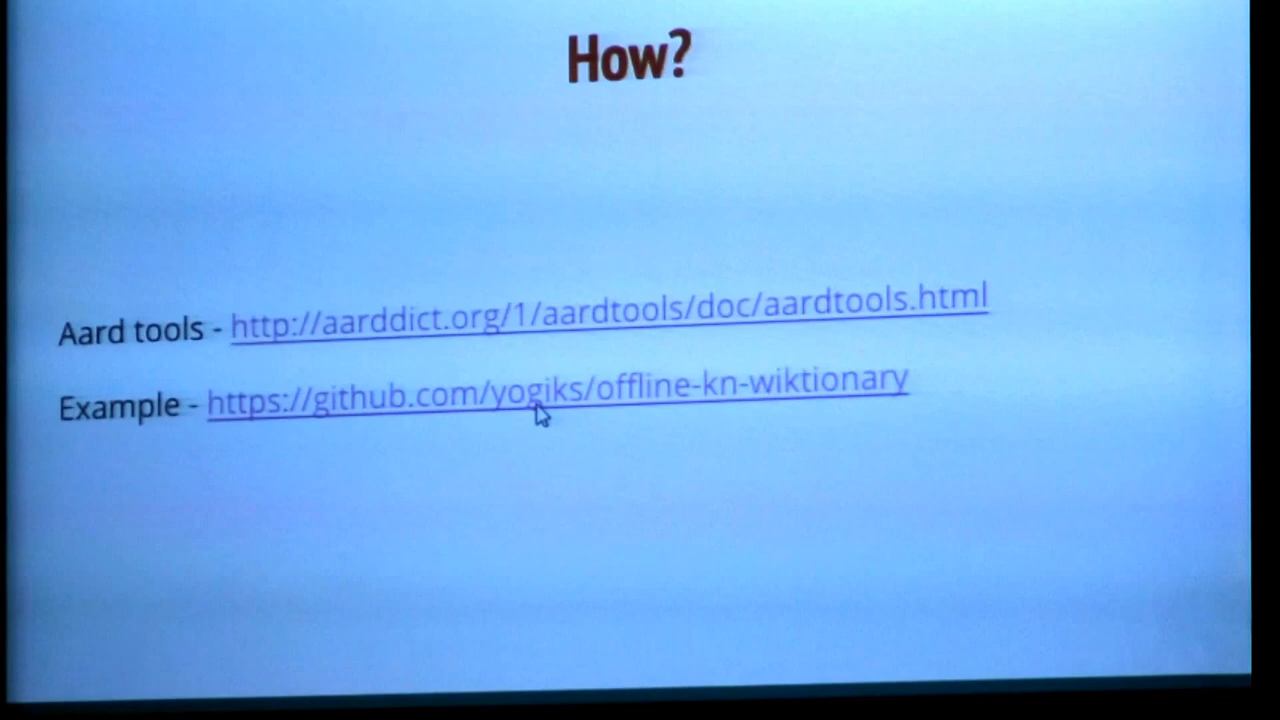 How?
Aard tools - http://aarddict.org/1/aardtools/doc/aardtools.html
Example - https://github.com/yogiks/offline-kn-wiktionary